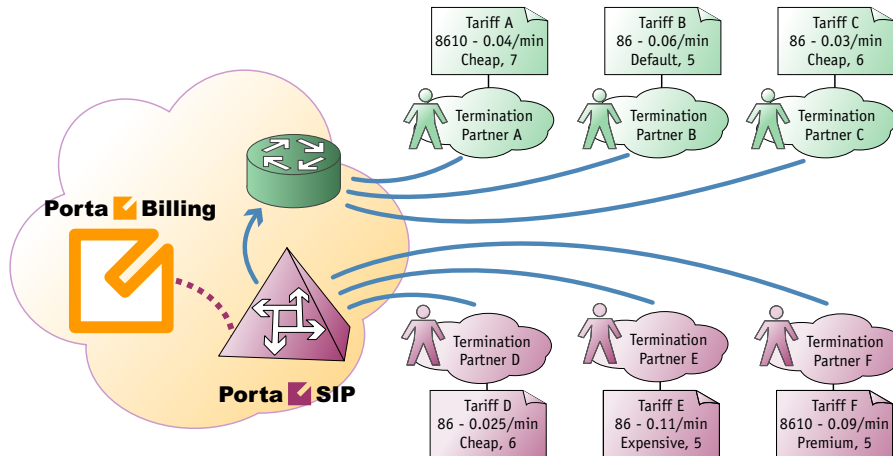 Tariff A
8610 - 0.04/min
Cheap, 7
Tariff B
86 - 0.06/min
Default, 5
Tariff C
86 - 0.03/min
Cheap, 6
Termination
Partner A
Termination
Partner B
Termination
Partner C
Porta Billing
Porta SIP
Termination
Partner D
Termination
Partner E
Termination
Partner F
Tariff D
86 - 0.025/min
Cheap, 6
Tariff E
86 - 0.11/min
Expensive, 5
Tariff F
8610 - 0.09/min
Premium, 5